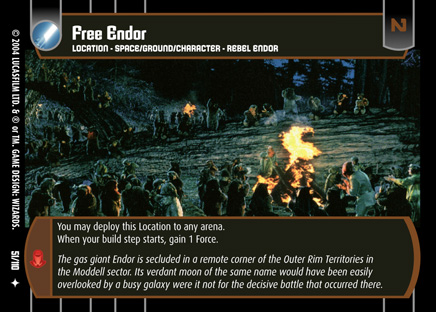 Free Endor
LOCATION - SPACE/GROUND/CHARACTER - REBEL ENDOR
You may deploy this Location to any arena.
When your build step starts, gain 1 Force.
The gas giant Endor is secluded in a remote corner of the Outer Rim Territories in
the Moddell sector. Its verdant moon of the same name would have been easily
overlooked by a busy galaxy were it not for the decisive battle that occurred there.
© 2004 LUCASFILM LTD. & ® or TM. GAME DESIGN: WIZARDS.
51/110